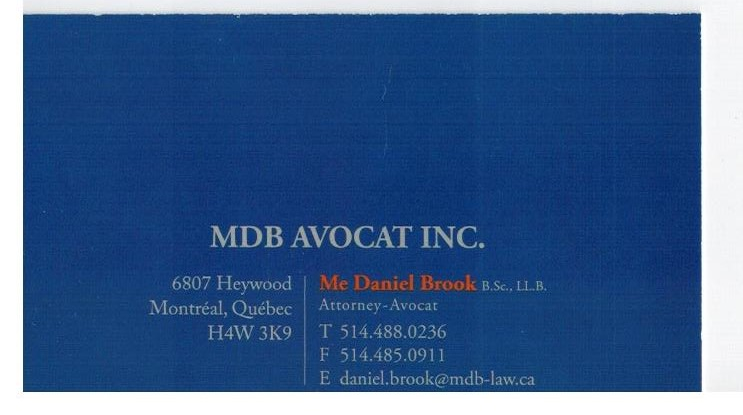 MDB AVOCAT INC.
6807 Heywood
Montréal, Québec
H4W 3K9
Me Daniel Brook B.Sc., LL.B.
Attorney-Avocat
T 514.488.0236
F 514.485.0911
E daniel.brook@mdb-law.ca